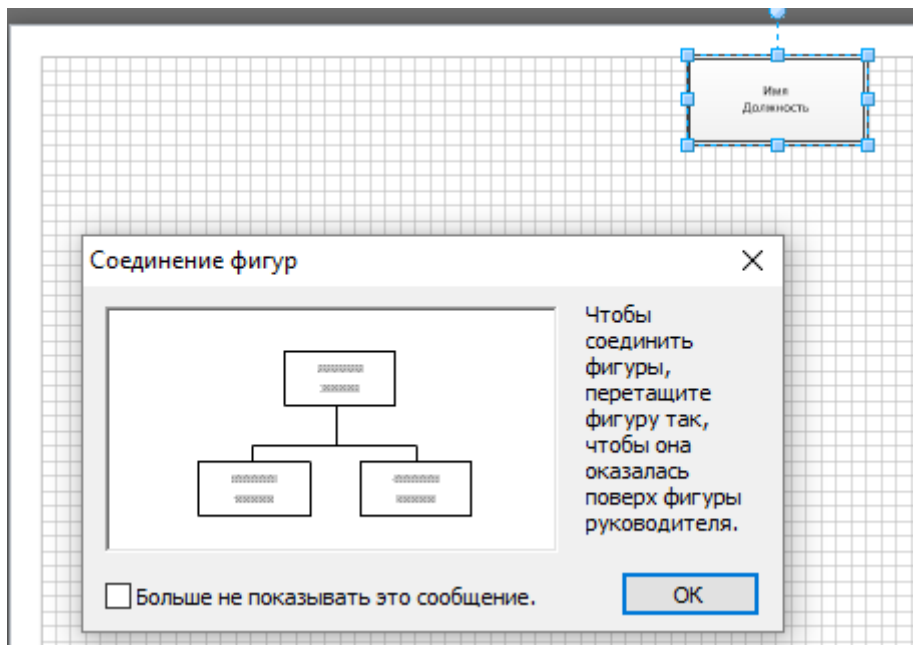 Имя
Должность
Соединение фигур
Чтобы
соединить
фигуры,
перетащите
фигуру так,
чтобы она
оказалась
поверх фигуры
руководителя.
Больше не показывать это сообщение.
ОК